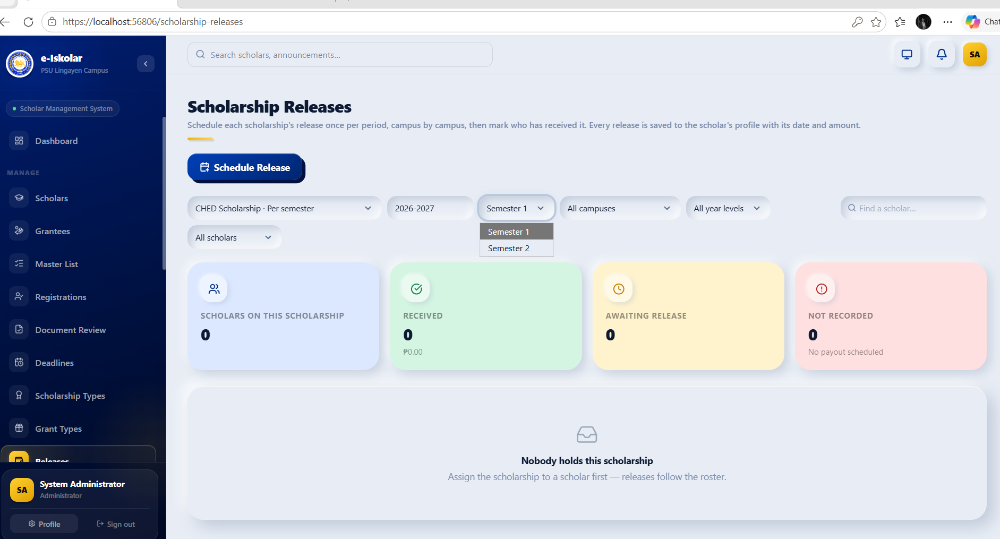 https://localhost:56806/scholarship-releases
Chat
e-Iskolar
PSU Lingayen Campus
Search scholars, announcements...
SA
Scholar Management System
Dashboard
MANAGE
Scholars
Grantees
Master List
Registrations
Document Review
Deadlines
Scholarship Types
Grant Types
Releases
SA
System Administrator
Administrator
Profile
Sign out
Scholarship Releases
Schedule each scholarship's release once per period, campus by campus, then mark who has received it. Every release is saved to the scholar's profile with its date and amount.
Schedule Release
CHED Scholarship · Per semester
2026-2027
Semester 1
All campuses
All year levels
Find a scholar...
All scholars
Semester 1
Semester 2
SCHOLARS ON THIS SCHOLARSHIP
0
RECEIVED
0
₱0.00
AWAITING RELEASE
0
NOT RECORDED
0
No payout scheduled
Nobody holds this scholarship
Assign the scholarship to a scholar first — releases follow the roster.